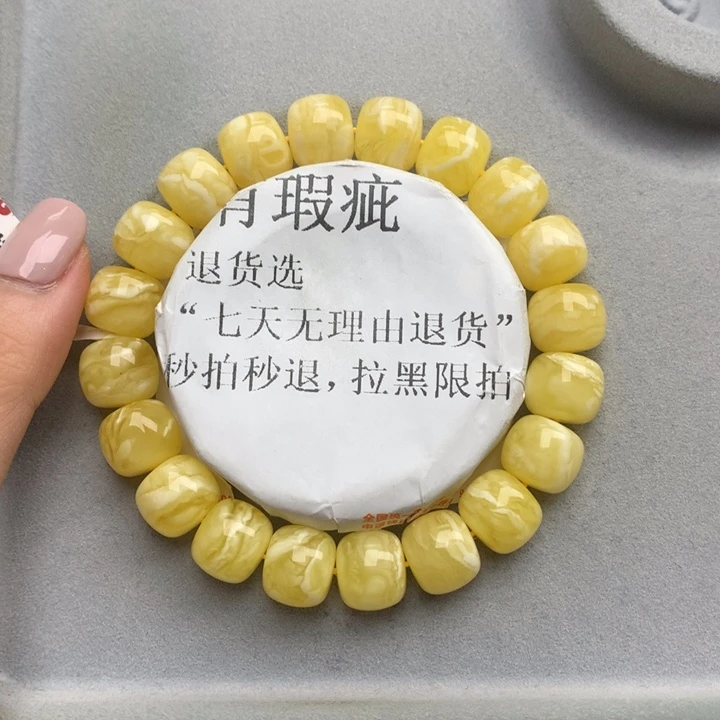 有瑕疵
退货选
“七天无理由退货”
秒拍秒退，拉黑限拍